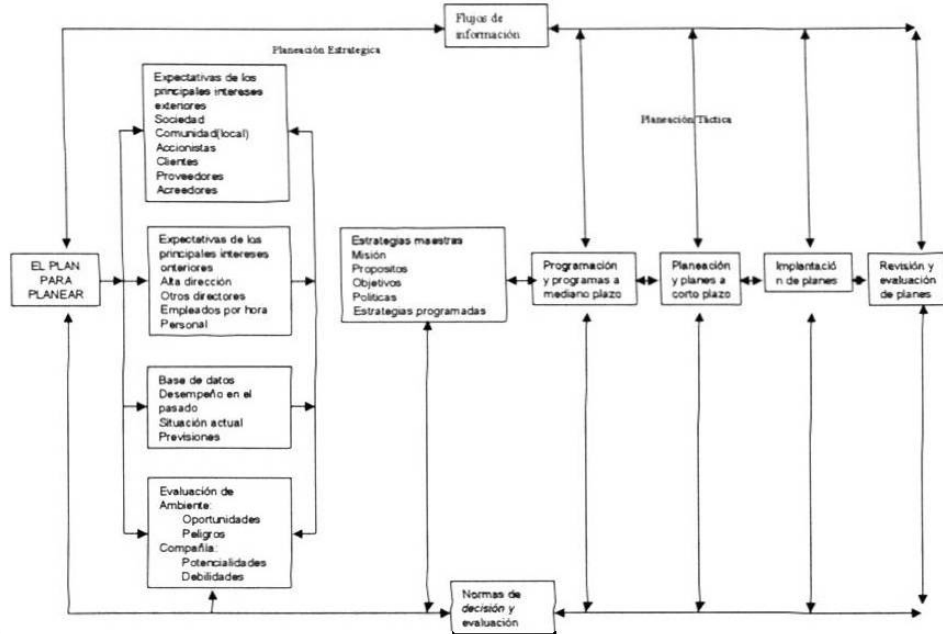 Flujos de
información
Planeación Estrategica
Expectativas de los
principales intereses
exteriores
Sociedad
Comunidad(local)
Accionistas
Clientes
Proveedores
Acreedores
Planeación Táctica
EL PLAN
PARA
PLANEAR
Expectativas de los
principales intereses
onteriores
Alta dirección
Otros directores
Empleados por hora
Personal
Estrategias maestras
Misión
Propositos
Objetivos
Politicas
Estrategias programadas
Programación
y programas a
mediano plazo
Planeación
y planes a
corto plazo
Implantació
n de planes
Revisión y
evaluación
de planes
Base de datos
Desempeño en el
pasado
Situación actual
Previsiones
Evaluación de
Ambiente:
Oportunidades
Peligros
Compañía:
Potencialidades
Debilidades
Normas de
decisión y
evaluación